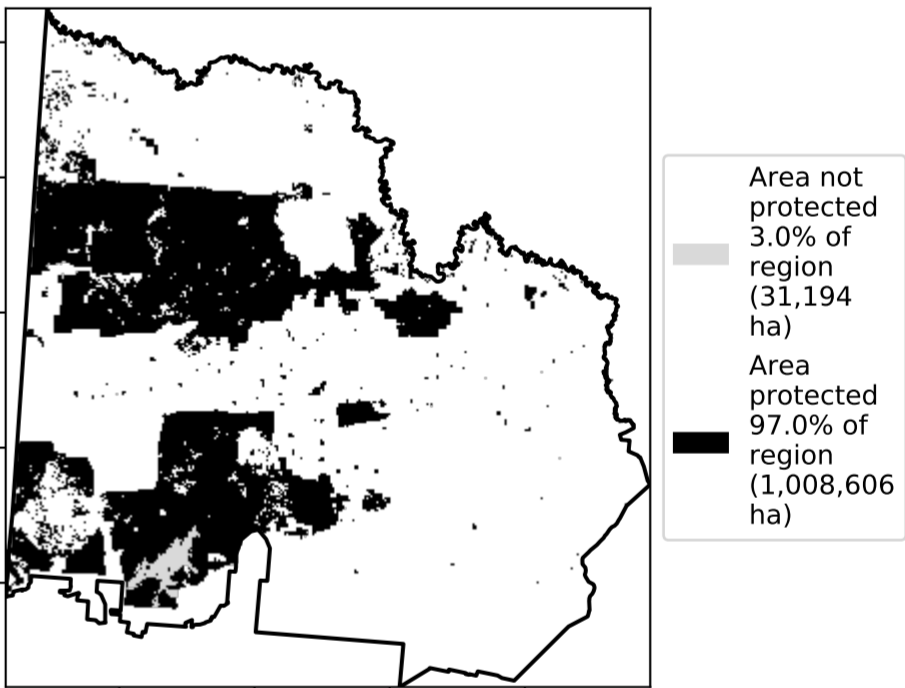 Area not
protected
3.0% of
region
(31,194
ha)
Area
protected
97.0% of
region
(1,008,606
ha)